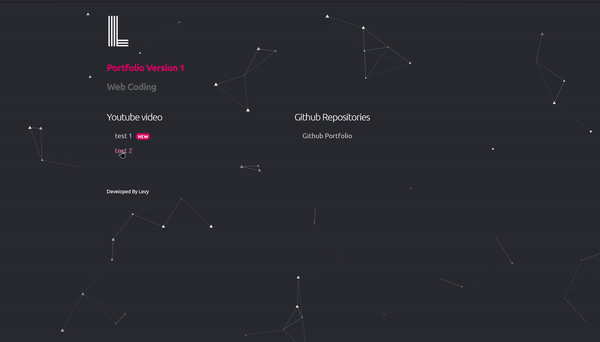 L
Portfolio Version 1
Web Coding
Youtube video
test 1 NEW
test 2
Github Repositories
Github Portfolio
Developed By Levy